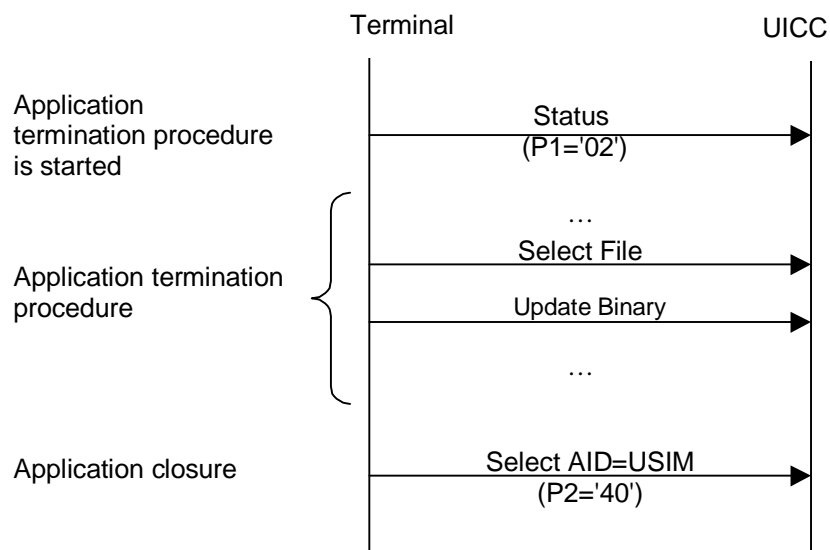 Terminal
UICC
Application
termination procedure
is started
Status
(P1='02')
…
Select File
Application termination
procedure
Update Binary
…
Application closure
Select AID=USIM
(P2='40')